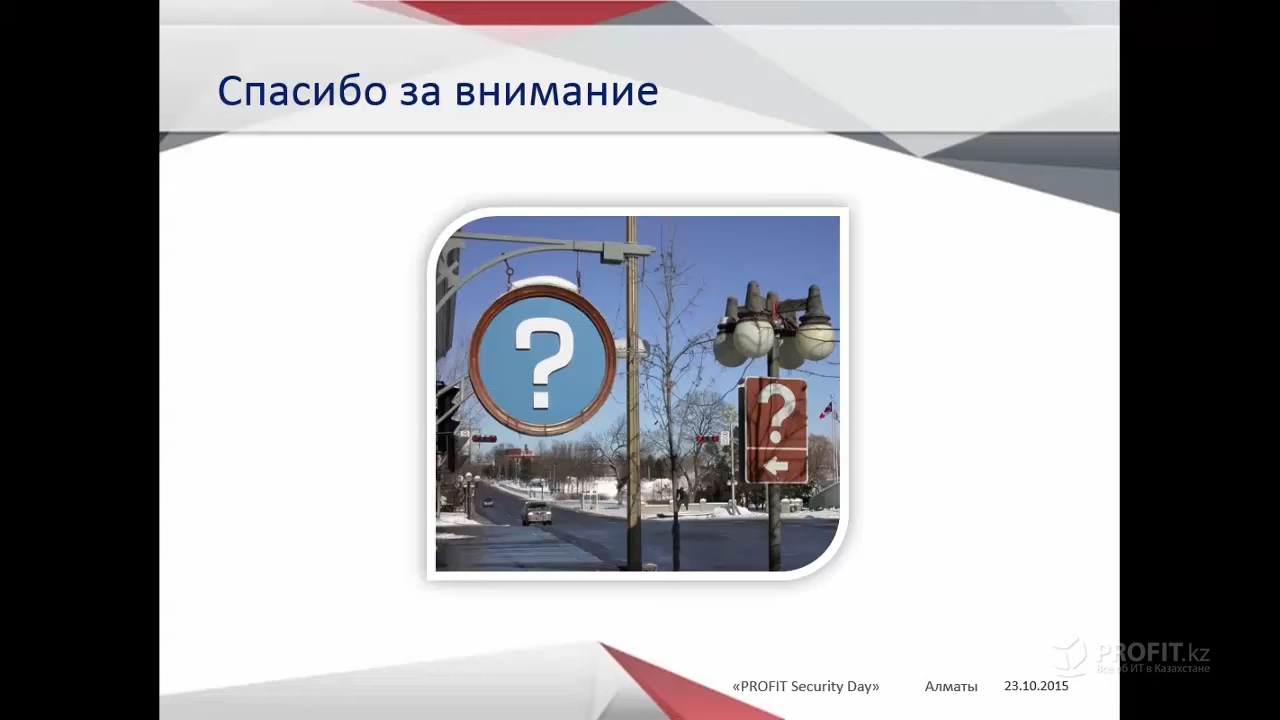 Спасибо за внимание
?
?
PROFIT.kz
Все об ИТ в Казахстане
«PROFIT Security Day» Алматы 23.10.2015